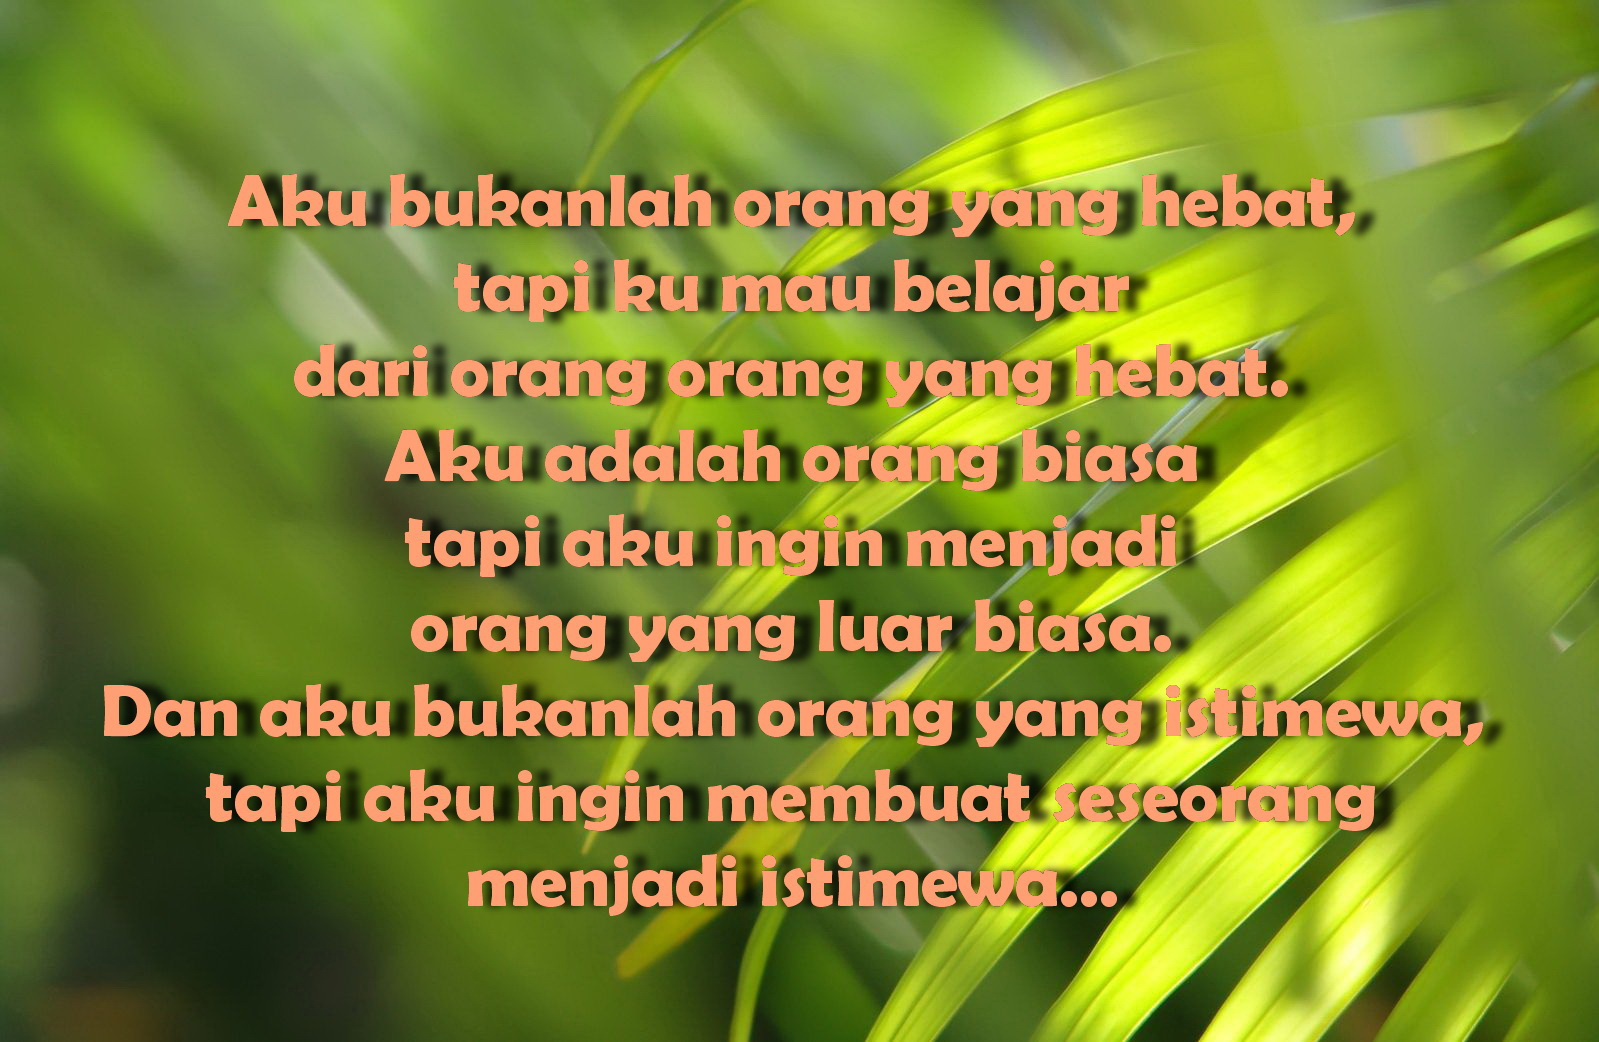 Aku bukanlah orang yang hebat,
tapi ku mau belajar
dari orang orang yang hebat.
Aku adalah orang biasa
tapi aku ingin menjadi
orang yang luar biasa.
Dan aku bukanlah orang yang istimewa,
tapi aku ingin membuat seseorang
menjadi istimewa...